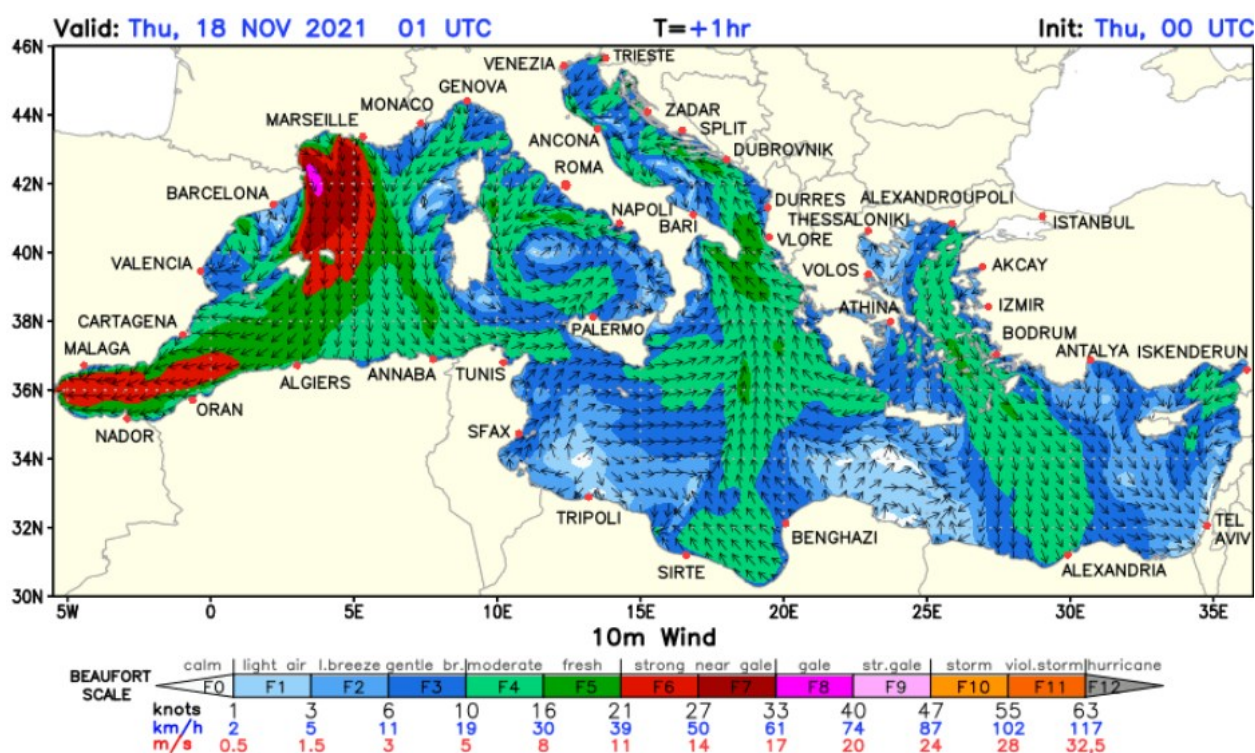 Valid: Thu, 18 NOV 2021 01 UTC T=+1hr Init: Thu, 00 UTC
46N
TRIESTE
VENEZIA
GENOVA
44N
MONACO
ZADAR
MARSEILLE
SPLIT
ANCONA
DUBROVNIK
ROMA
42N
BARCELONA
DURRES
ALEXANDROUPOLI
NAPOLI
THESSALONIKI
ISTANBUL
BARI
VLORE
40N
VALENCIA
VOLOS
AKCAY
ATHINA
IZMIR
38N
CARTAGENA
PALERMO
BODRUM
MALAGA
ANTALYA
ISKENDERUN
ALGIERS
ANNABA
TUNIS
36N
ORAN
NADOR
SFAX
34N
TRIPOLI
BENGHAZI
TEL
AVIV
32N
SIRTE
ALEXANDRIA
30N
5W 0 5E 10E 15E 20E 25E 30E 35E
10m Wind
calm light air l.breeze gentle br. moderate fresh strong near gale gale str.gale storm viol.storm hurricane
BEAUFORT
SCALE
F0 F1 F2 F3 F4 F5 F6 F7 F8 F9 F10 F11 F12
knots 1 3 6 10 16 21 27 33 40 47 55 63
km/h 2 5 11 19 30 39 50 61 74 87 102 117
m/s 0.5 1.5 3 5 8 11 14 17 20 24 28 32,5